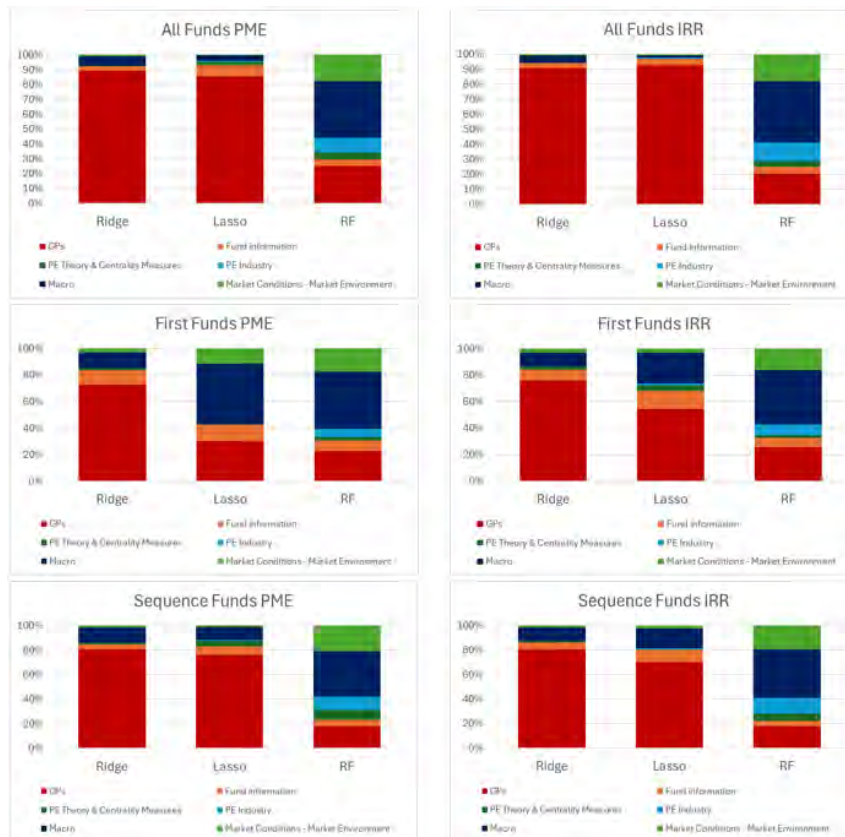 All Funds PME
100%
90%
80%
70%
60%
50%
40%
30%
20%
10%
0%
Ridge Lasso RF
GPs Fund information
PE Theory & Centrality Measures PE Industry
Macro Market Conditions - Market Environment
All Funds IRR
100%
90%
80%
70%
60%
50%
40%
30%
20%
10%
0%
Ridge Lasso RF
GPs Fund information
PE Theory & Centrality Measures PE Industry
Macro Market Conditions - Market Environment
First Funds PME
100%
80%
60%
40%
20%
0%
Ridge Lasso RF
GPs Fund information
PE Theory & Centrality Measures PE Industry
Macro Market Conditions - Market Environment
First Funds IRR
100%
80%
60%
40%
20%
0%
Ridge Lasso RF
GPs Fund information
PE Theory & Centrality Measures PE Industry
Macro Market Conditions - Market Environment
Sequence Funds PME
100%
80%
60%
40%
20%
0%
Ridge Lasso RF
GPs Fund information
PE Theory & Centrality Measures PE Industry
Macro Market Conditions - Market Environment
Sequence Funds IRR
100%
80%
60%
40%
20%
0%
Ridge Lasso RF
GPs Fund information
PE Theory & Centrality Measures PE Industry
Macro Market Conditions - Market Environment